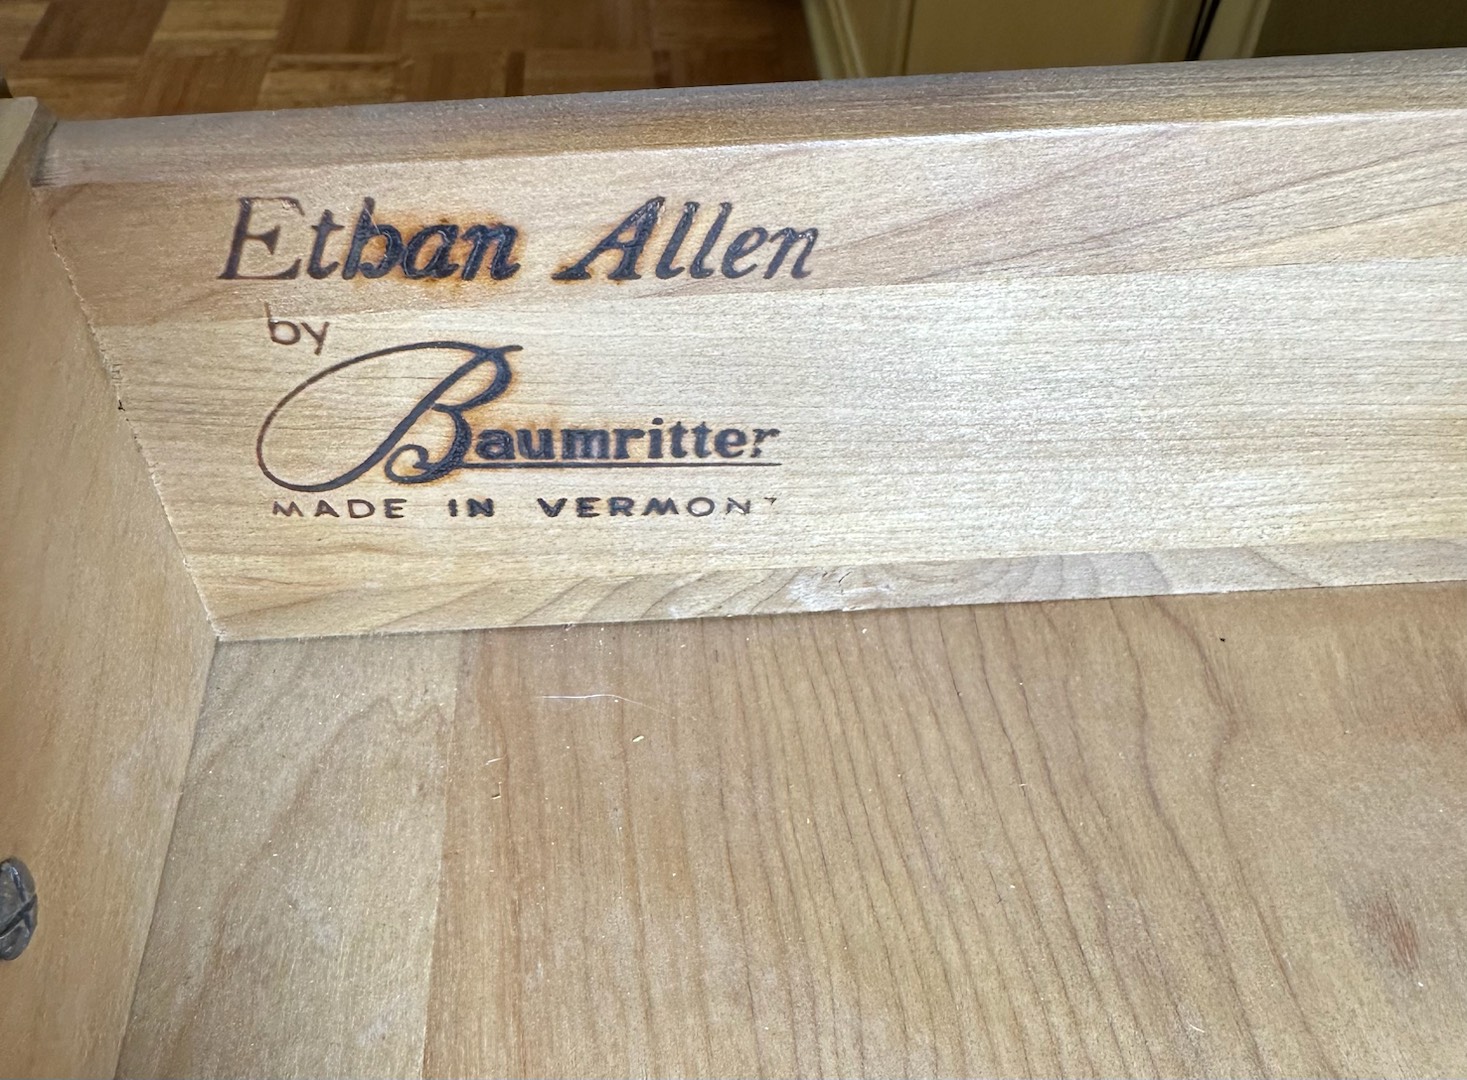 Ethan Allen
by
Baumritter
MADE IN VERMONT